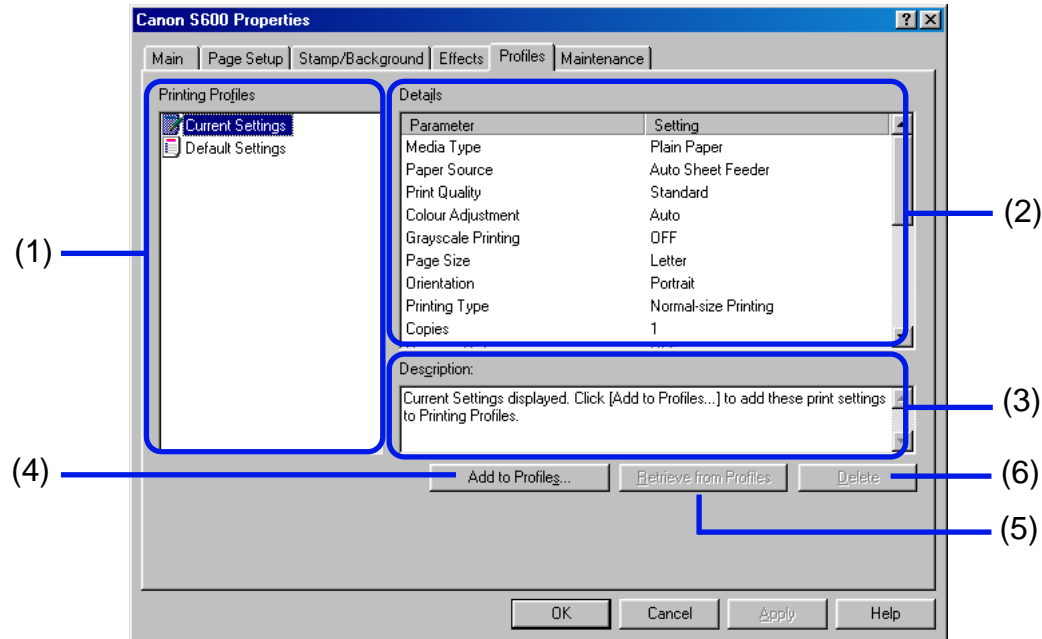 Canon S600 Properties
Main Page Setup Stamp/Background Effects Profiles Maintenance
Printing Profiles
Current Settings
Default Settings
Details
Parameter Setting
Media Type Plain Paper
Paper Source Auto Sheet Feeder
Print Quality Standard
Colour Adjustment Auto
Grayscale Printing OFF
Page Size Letter
Orientation Portrait
Printing Type Normal-size Printing
Copies 1
Description:
Current Settings displayed. Click [Add to Profiles...] to add these print settings
to Printing Profiles.
(1)
(2)
(3)
(4)
Add to Profiles... Retrieve from Profiles Delete
(6)
(5)
OK Cancel Apply Help